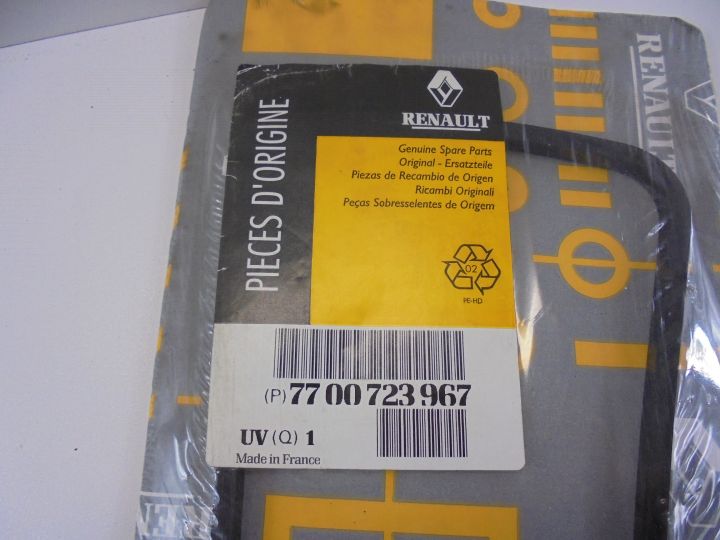 RENAULT
PIECES D'ORIGINE
Genuine Spare Parts
Original - Ersatzteile
Piezas de Recambio de Origen
Ricambi Originali
Peças Sobresselentes de Origem
02
PE-HD
(P) 77 00 723 967
UV (Q) 1
Made in France
RENAULT
REN